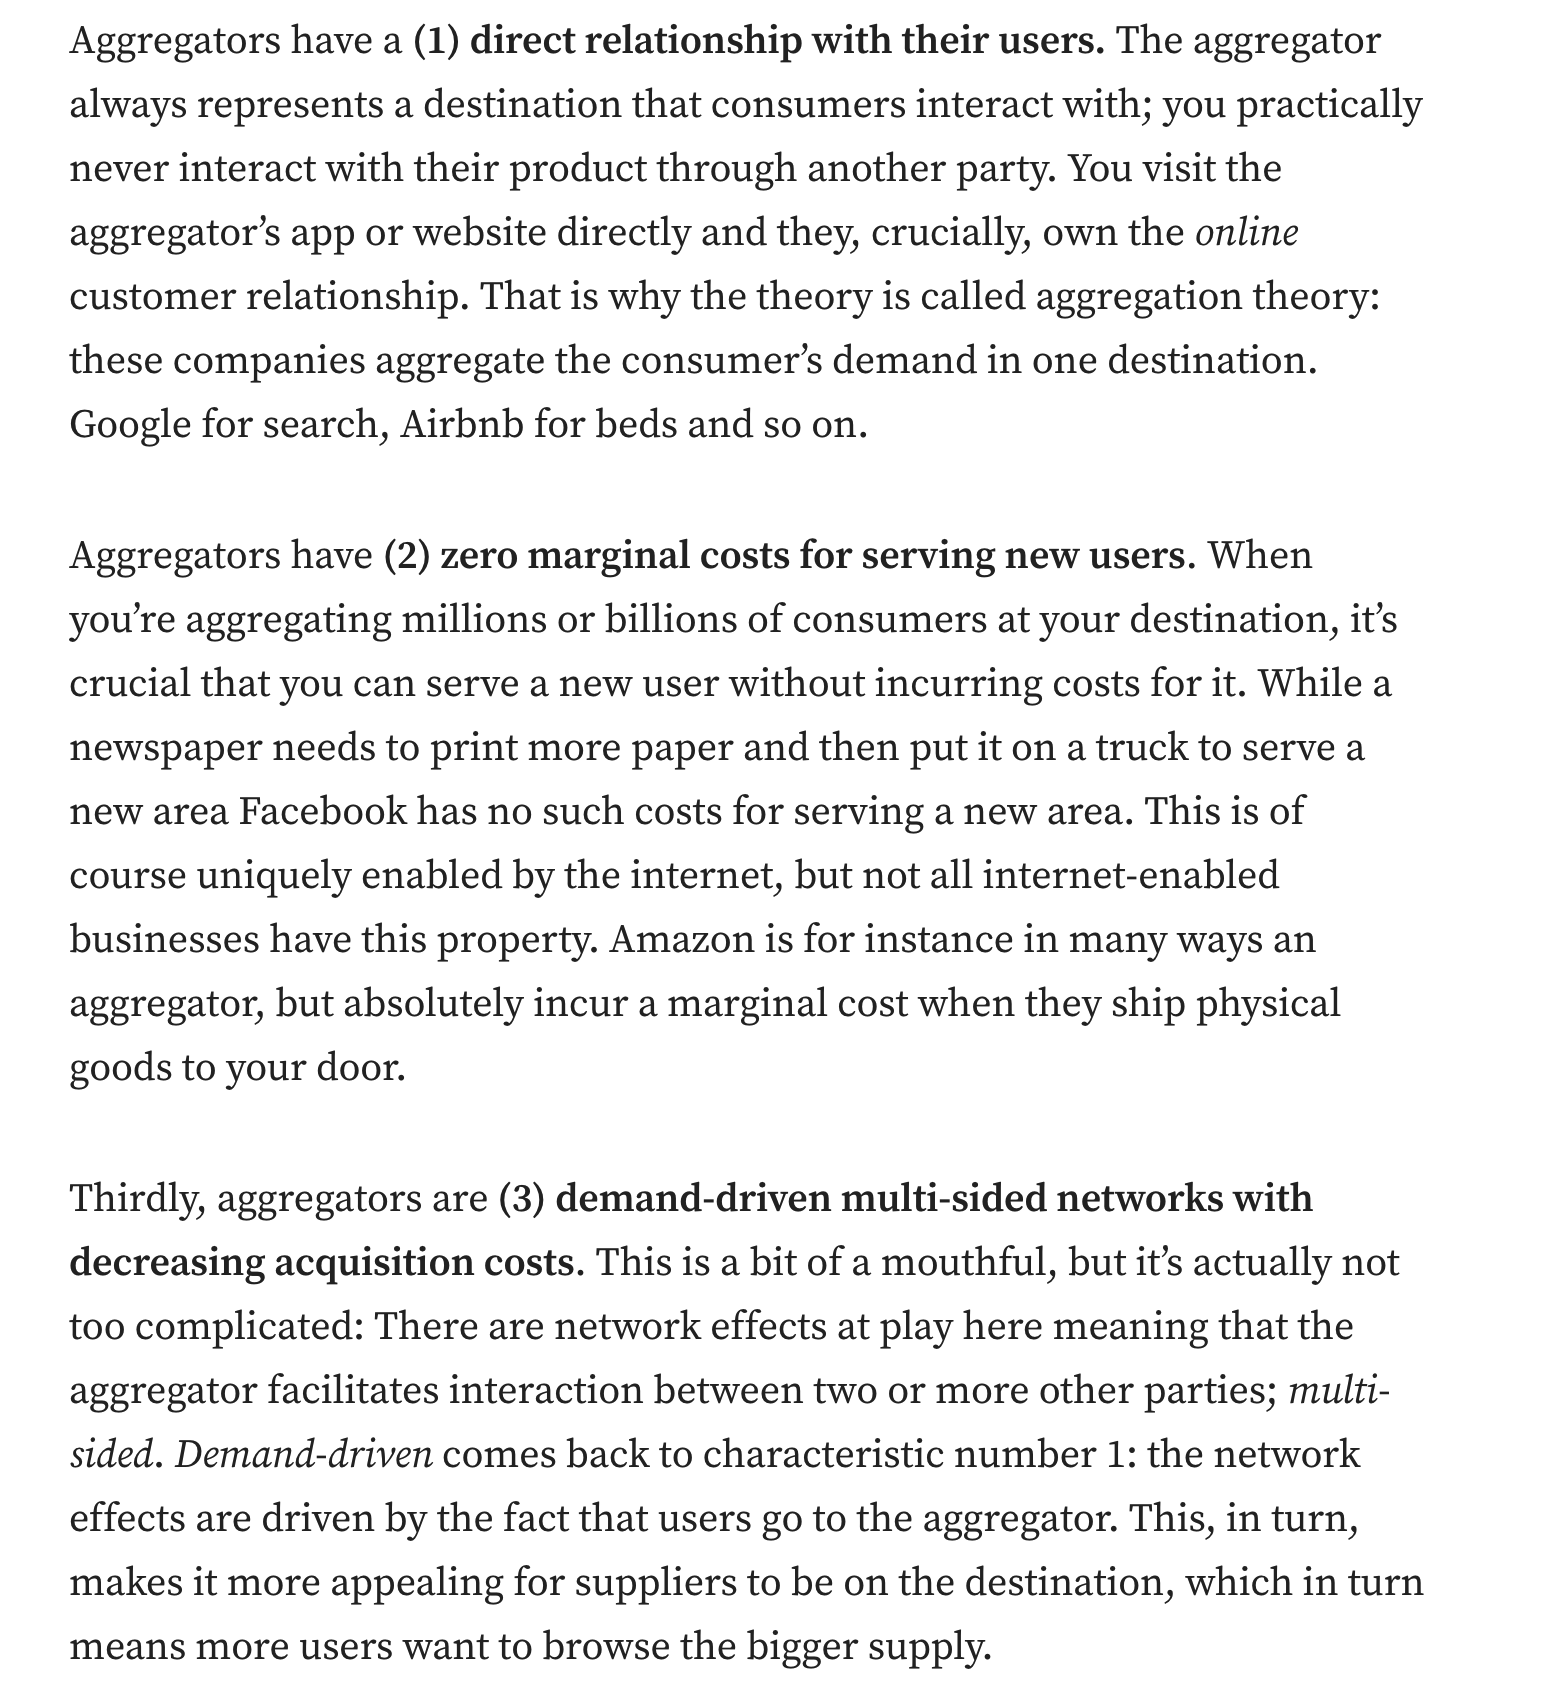 Aggregators have a (1) direct relationship with their users. The aggregator
always represents a destination that consumers interact with; you practically
never interact with their product through another party. You visit the
aggregator’s app or website directly and they, crucially, own the online
customer relationship. That is why the theory is called aggregation theory:
these companies aggregate the consumer’s demand in one destination.
Google for search, Airbnb for beds and so on.
Aggregators have (2) zero marginal costs for serving new users. When
you’re aggregating millions or billions of consumers at your destination, it’s
crucial that you can serve a new user without incurring costs for it. While a
newspaper needs to print more paper and then put it on a truck to serve a
new area Facebook has no such costs for serving a new area. This is of
course uniquely enabled by the internet, but not all internet-enabled
businesses have this property. Amazon is for instance in many ways an
aggregator, but absolutely incur a marginal cost when they ship physical
goods to your door.
Thirdly, aggregators are (3) demand-driven multi-sided networks with
decreasing acquisition costs. This is a bit of a mouthful, but it’s actually not
too complicated: There are network effects at play here meaning that the
aggregator facilitates interaction between two or more other parties; multi-
sided. Demand-driven comes back to characteristic number 1: the network
effects are driven by the fact that users go to the aggregator. This, in turn,
makes it more appealing for suppliers to be on the destination, which in turn
means more users want to browse the bigger supply.